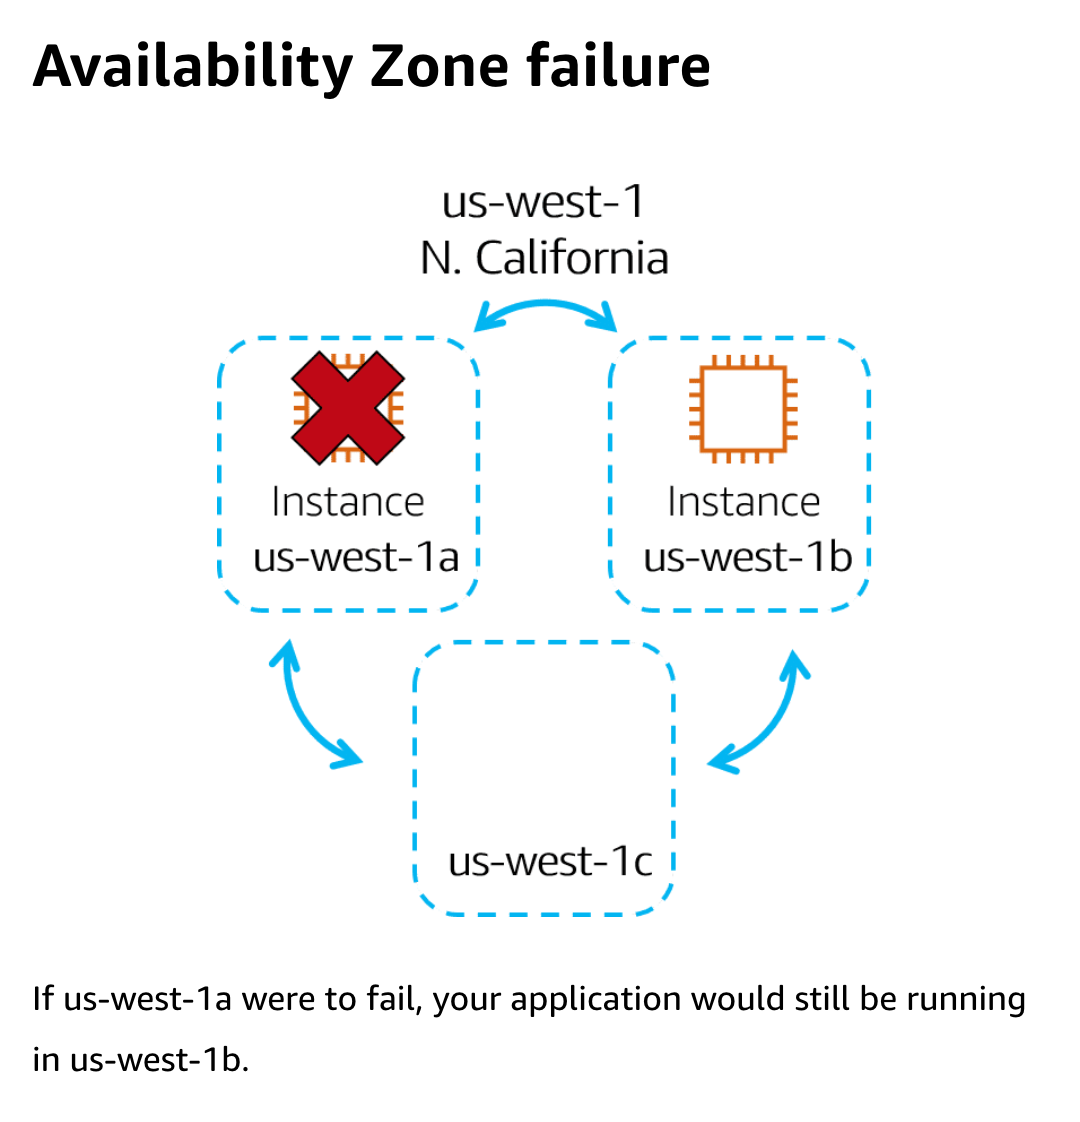 Availability Zone failure
us-west-1
N. California
Instance
us-west-1a
Instance
us-west-1b
us-west-1c
If us-west-1a were to fail, your application would still be running
in us-west-1b.